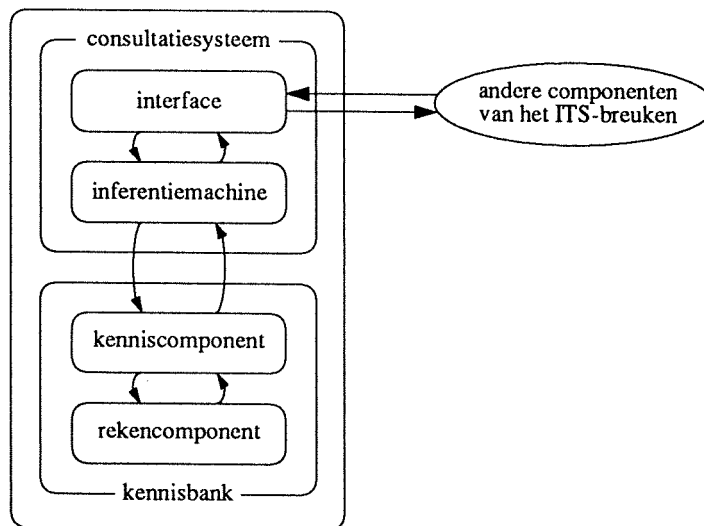 consultatiesysteem
interface
andere componenten
van het ITS-breuken
inferentiemachine
kenniscomponent
rekencomponent
kennisbank